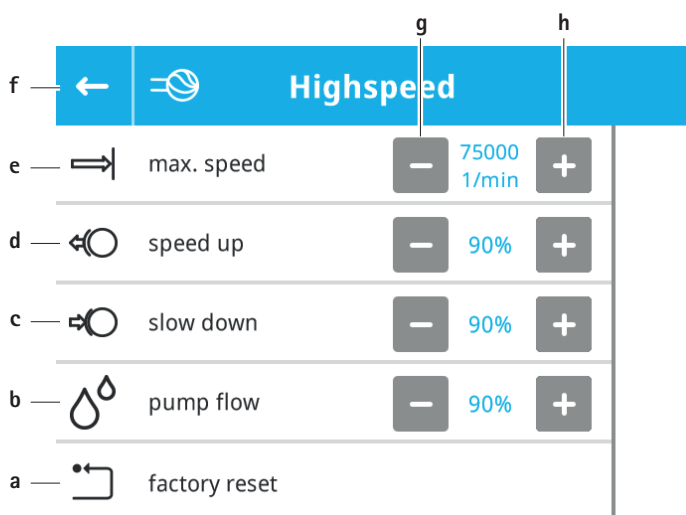 g h
f Highspeed
e max. speed 75000
1/min
d speed up 90%
c slow down 90%
b pump flow 90%
a factory reset